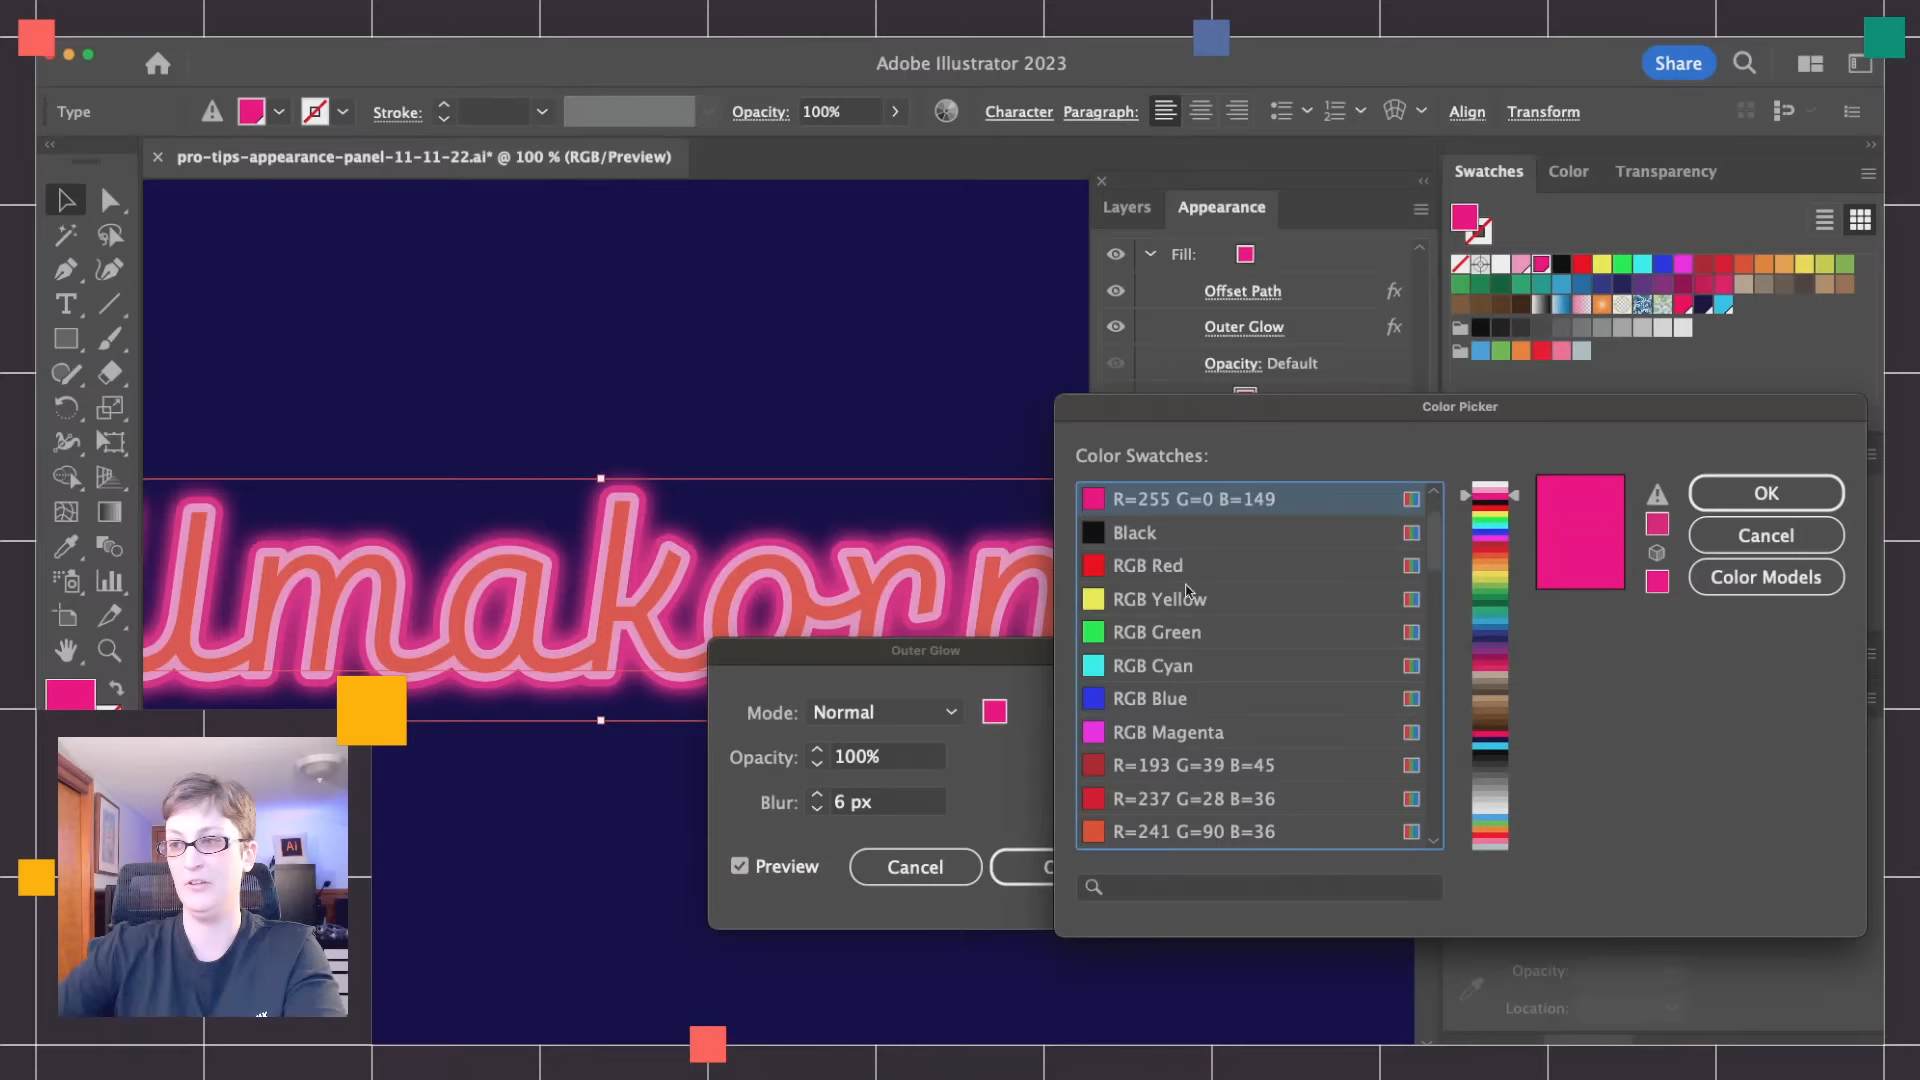 Adobe Illustrator 2023
Share
Type
Stroke:
Opacity: 100%
Character Paragraph:
Align
Transform
pro-tips-appearance-panel-11-11-22.ai* @ 100 % (RGB/Preview)
Layers
Appearance
Fill:
Offset Path
fx
Outer Glow
fx
Opacity: Default
Swatches
Color
Transparency
Color Picker
Color Swatches:
R=255 G=0 B=149
Black
RGB Red
RGB Yellow
RGB Green
RGB Cyan
RGB Blue
RGB Magenta
R=193 G=39 B=45
R=237 G=28 B=36
R=241 G=90 B=36
OK
Cancel
Color Models
lmakorn
Outer Glow
Mode: Normal
Opacity: 100%
Blur: 6 px
Preview
Cancel
Ai
Opacity:
Location: